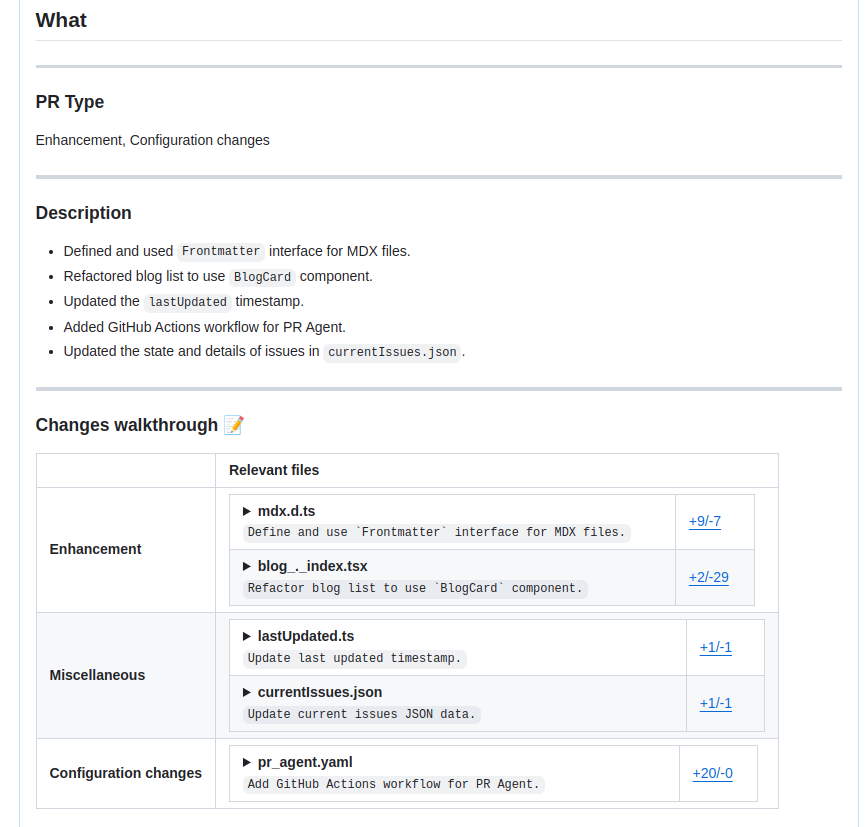 What
PR Type
Enhancement, Configuration changes
Description
• Defined and used Frontmatter interface for MDX files.
• Refactored blog list to use BlogCard component.
• Updated the lastUpdated timestamp.
• Added GitHub Actions workflow for PR Agent.
• Updated the state and details of issues in currentIssues.json.
Changes walkthrough 📝
Relevant files
Enhancement
▶ mdx.d.ts
Define and use `Frontmatter` interface for MDX files.
+9/-7
▶ blog_._index.tsx
Refactor blog list to use `BlogCard` component.
+2/-29
Miscellaneous
▶ lastUpdated.ts
Update last updated timestamp.
+1/-1
▶ currentIssues.json
Update current issues JSON data.
+1/-1
Configuration changes
▶ pr_agent.yaml
Add GitHub Actions workflow for PR Agent.
+20/-0